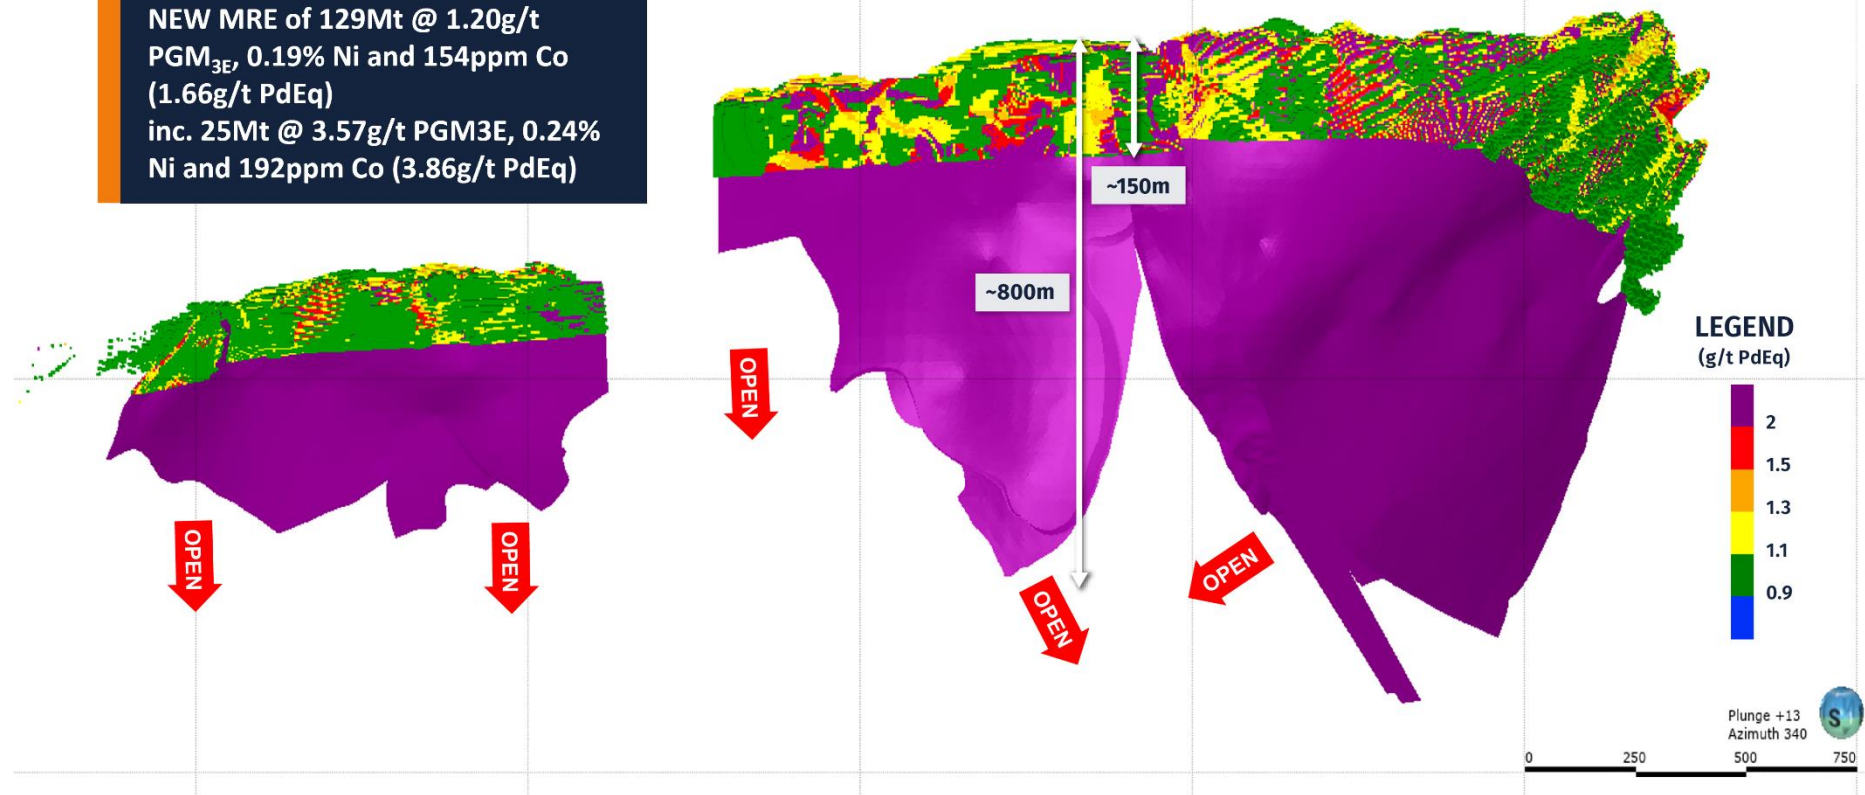 NEW MRE of 129Mt @ 1.20g/t
PGM3E, 0.19% Ni and 154ppm Co
(1.66g/t PdEq)
inc. 25Mt @ 3.57g/t PGM3E, 0.24%
Ni and 192ppm Co (3.86g/t PdEq)
~150m
~800m
OPEN
OPEN
OPEN
OPEN
OPEN
LEGEND
(g/t PdEq)
2
1.5
1.3
1.1
0.9
Plunge +13
Azimuth 340
S
0 250 500 750